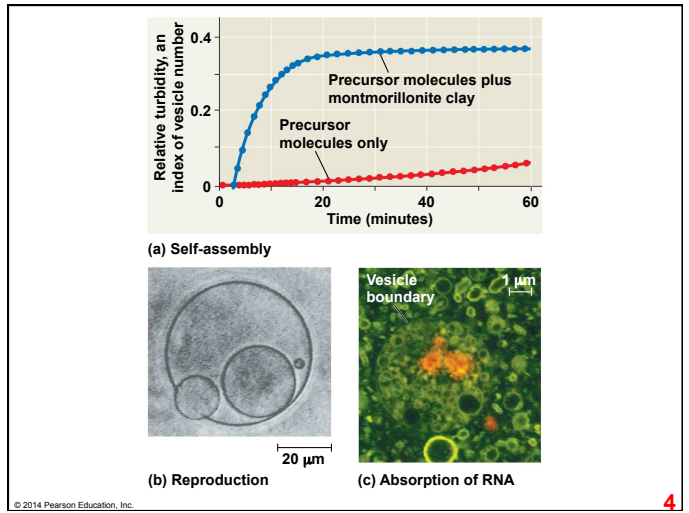 Relative turbidity, an
index of vesicle number
0.4
0.2
0
Precursor molecules plus
montmorillonite clay
Precursor
molecules only
0
20
40
60
Time (minutes)
(a) Self-assembly
Vesicle
boundary
1 μm
20 μm
(b) Reproduction
(c) Absorption of RNA
© 2014 Pearson Education, Inc.
4